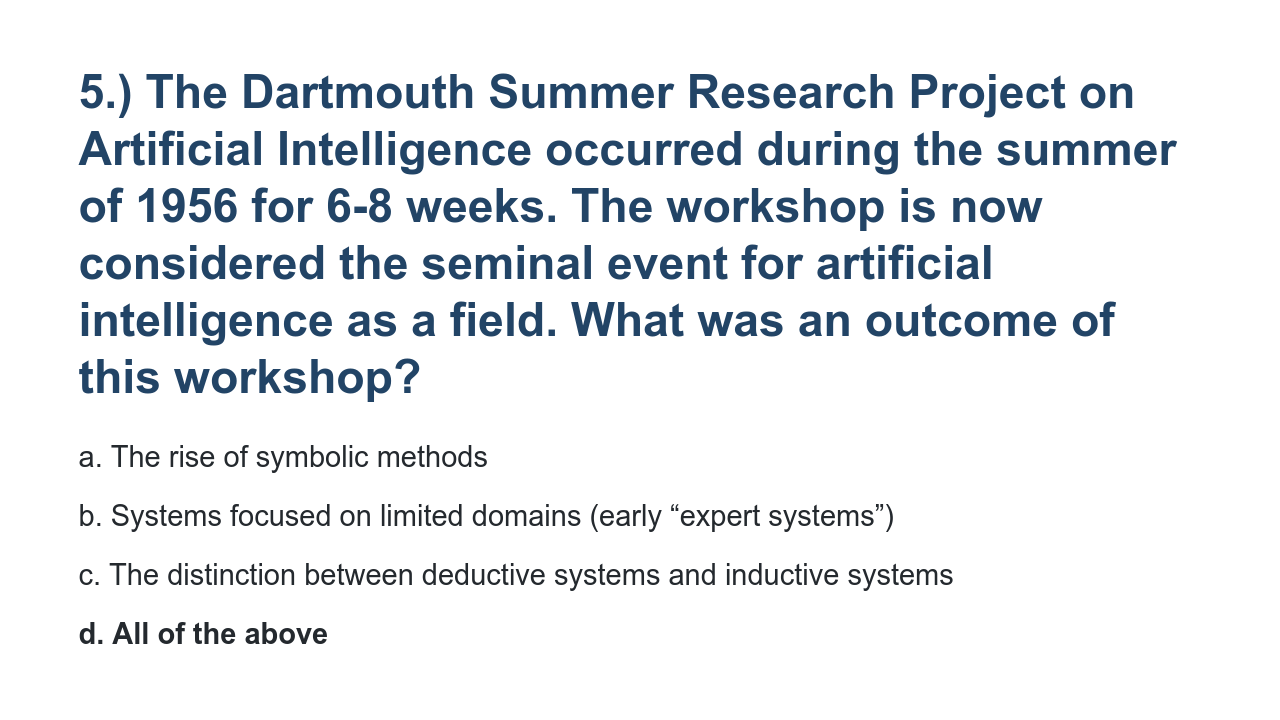 5.) The Dartmouth Summer Research Project on
Artificial Intelligence occurred during the summer
of 1956 for 6-8 weeks. The workshop is now
considered the seminal event for artificial
intelligence as a field. What was an outcome of
this workshop?
a. The rise of symbolic methods
b. Systems focused on limited domains (early “expert systems”)
c. The distinction between deductive systems and inductive systems
d. All of the above